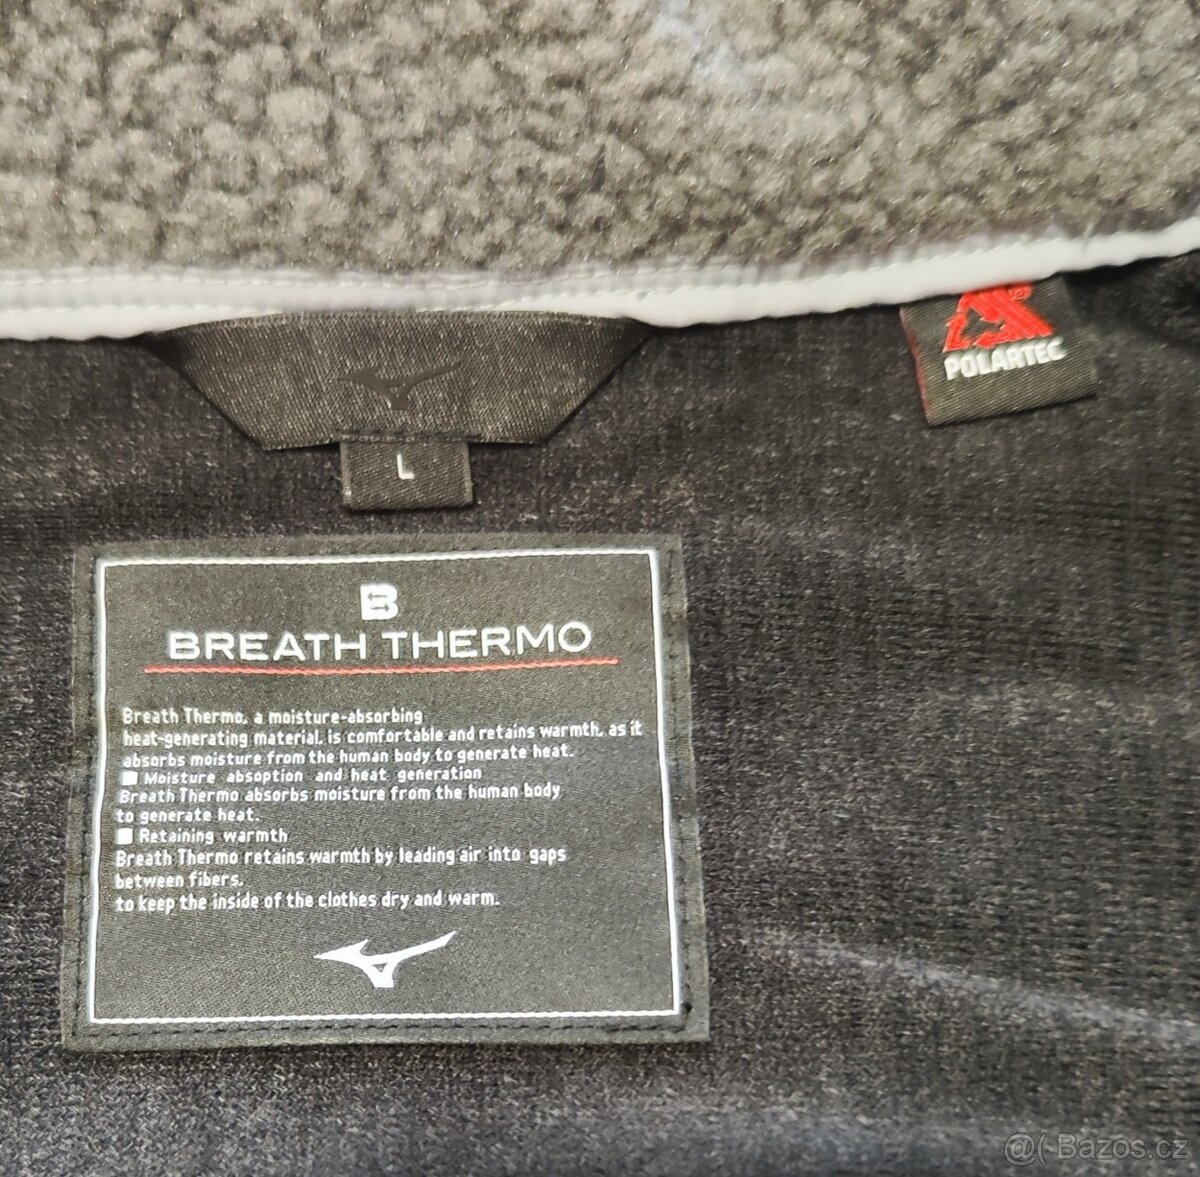 POLARTEC
L
B
BREATH THERMO
Breath Thermo, a moisture-absorbing
heat-generating material, is comfortable and retains warmth, as it
absorbs moisture from the human body to generate heat.
■ Moisture absoption and heat generation
Breath Thermo absorbs moisture from the human body
to generate heat.
■ Retaining warmth
Breath Thermo retains warmth by leading air into gaps
between fibers,
to keep the inside of the clothes dry and warm.
@( Bazos.cz